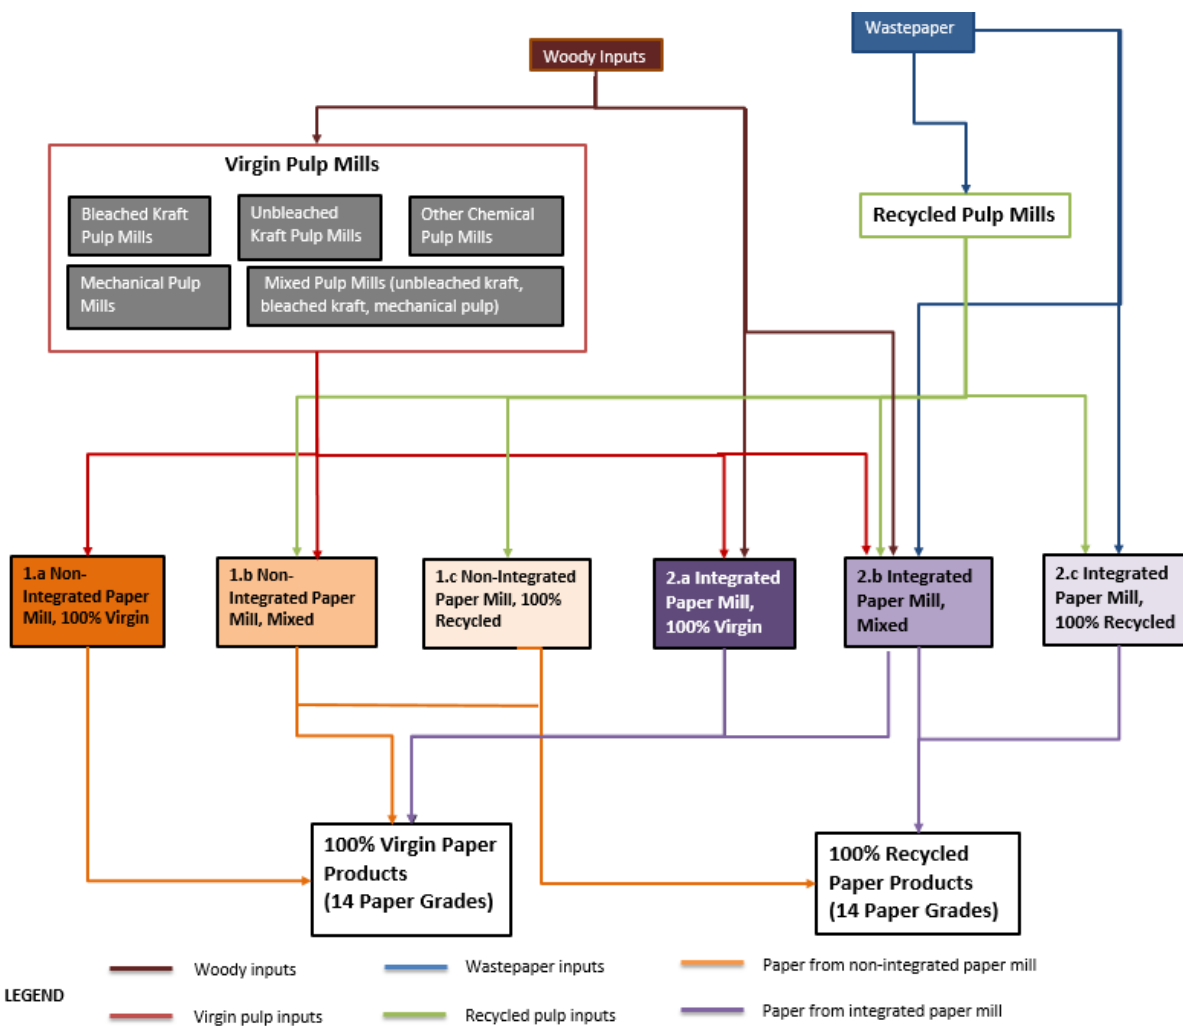 Wastepaper
Woody Inputs
Virgin Pulp Mills
Bleached Kraft
Pulp Mills
Unbleached
Kraft Pulp Mills
Other Chemical
Pulp Mills
Mechanical Pulp
Mills
Mixed Pulp Mills (unbleached kraft,
bleached kraft, mechanical pulp)
Recycled Pulp Mills
1.a Non-
Integrated Paper
Mill, 100% Virgin
1.b Non-
Integrated Paper
Mill, Mixed
1.c Non-Integrated
Paper Mill, 100%
Recycled
2.a Integrated
Paper Mill,
100% Virgin
2.b Integrated
Paper Mill,
Mixed
2.c Integrated
Paper Mill,
100% Recycled
100% Virgin Paper
Products
(14 Paper Grades)
100% Recycled
Paper Products
(14 Paper Grades)
LEGEND
Woody inputs
Wastepaper inputs
Paper from non-integrated paper mill
Virgin pulp inputs
Recycled pulp inputs
Paper from integrated paper mill